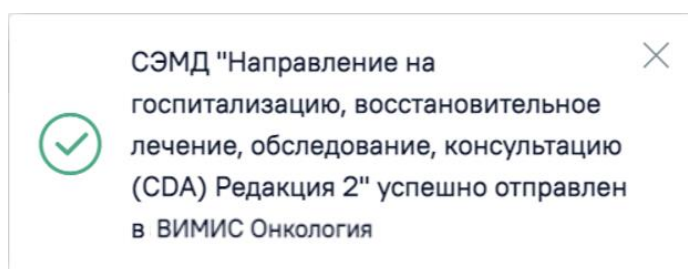 СЭМД "Направление на
госпитализацию, восстановительное
лечение, обследование, консультацию
(CDA) Редакция 2" успешно отправлен
в ВИМИС Онкология